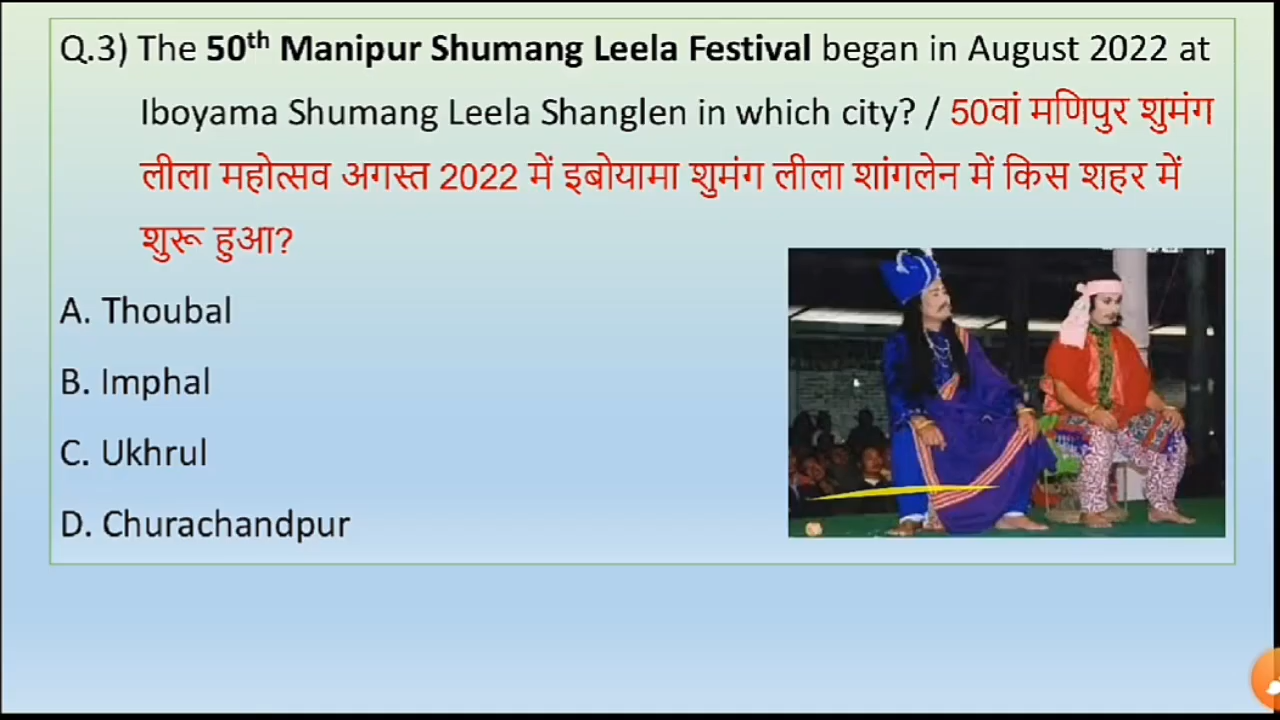 Q.3) The 50th Manipur Shumang Leela Festival began in August 2022 at
Iboyama Shumang Leela Shanglen in which city? / 50वां मणिपुर शुमंग
लीला महोत्सव अगस्त 2022 में इबोयामा शुमंग लीला शांगलेन में किस शहर में
शुरू हुआ?
A. Thoubal
B. Imphal
C. Ukhrul
D. Churachandpur